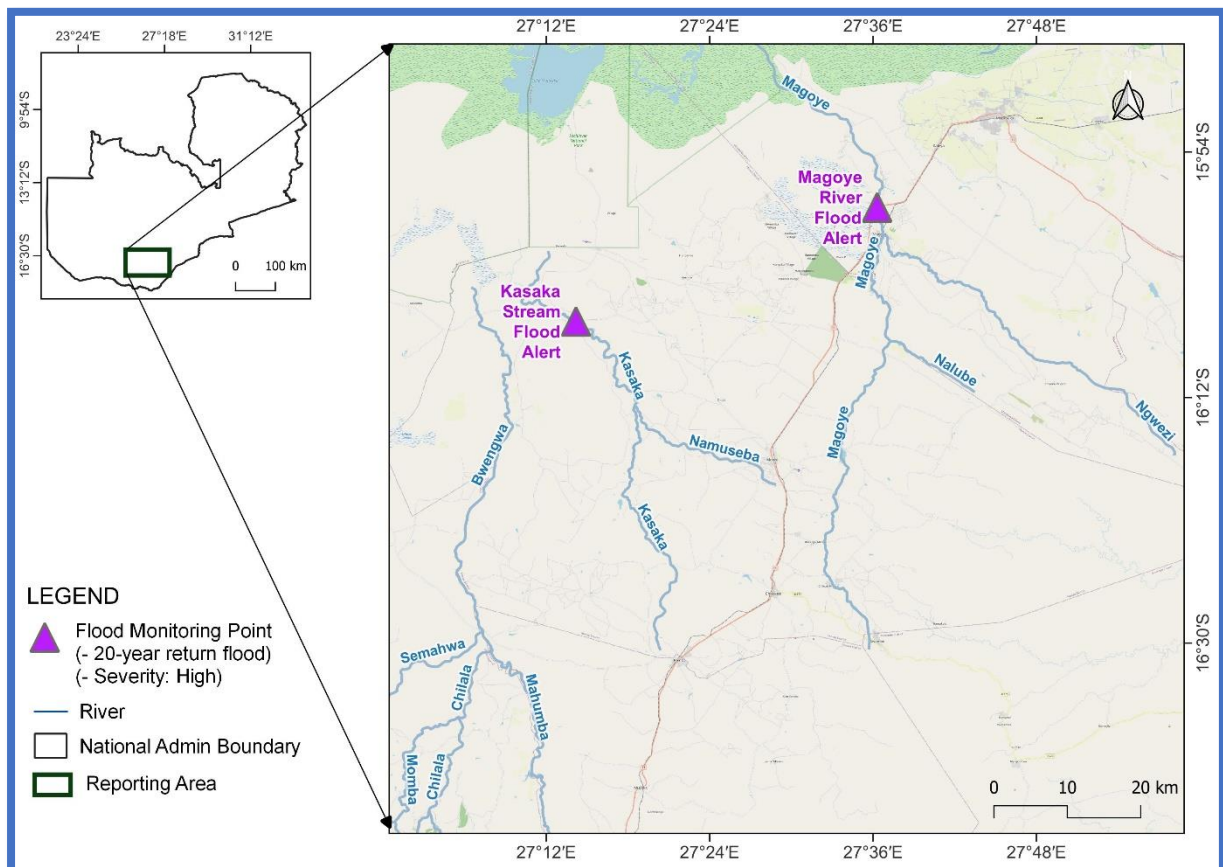 23°24'E 27°18'E 31°12'E
9°54'S
13°12'S
16°30'S
0 100 km
27°12'E 27°24'E 27°36'E 27°48'E
15°54'S
16°12'S
16°30'S
Magoye
Magoye
River
Flood
Alert
Magoye
Kasaka
Stream
Flood
Alert
Kasaka
Nalube
Ngwezi
Bwengwa
Namuseba
Magoye
Kasaka
Semahwa
Chilala
Mahumba
Momba
Chilala
0 10 20 km
27°12'E 27°24'E 27°36'E 27°48'E
LEGEND
Flood Monitoring Point
(- 20-year return flood)
(- Severity: High)
River
National Admin Boundary
Reporting Area